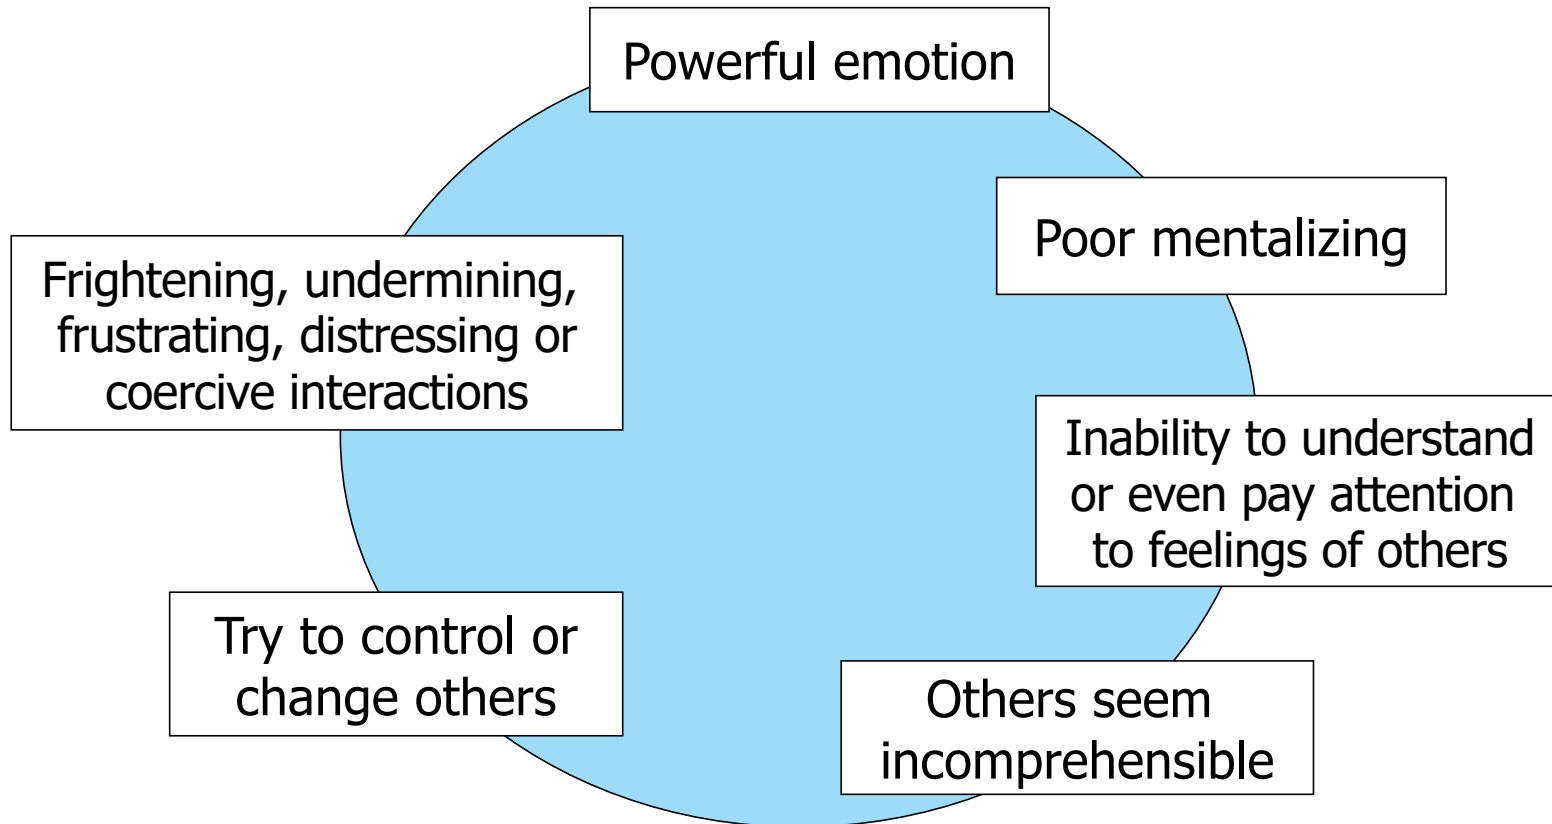 Powerful emotion
Poor mentalizing
Inability to understand
or even pay attention
to feelings of others
Others seem
incomprehensible
Try to control or
change others
Frightening, undermining,
frustrating, distressing or
coercive interactions